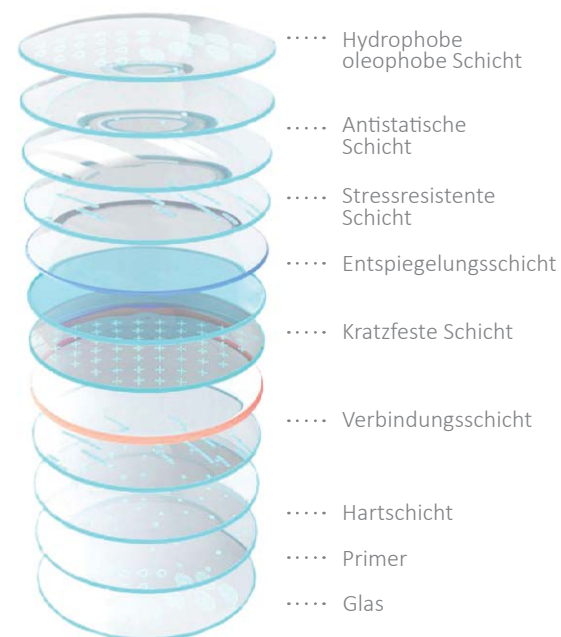 Hydrophobe
oleophobe Schicht
Antistatische
Schicht
Stressresistente
Schicht
Entspiegelungsschicht
Kratzfeste Schicht
Verbindungsschicht
Hartschicht
Primer
Glas